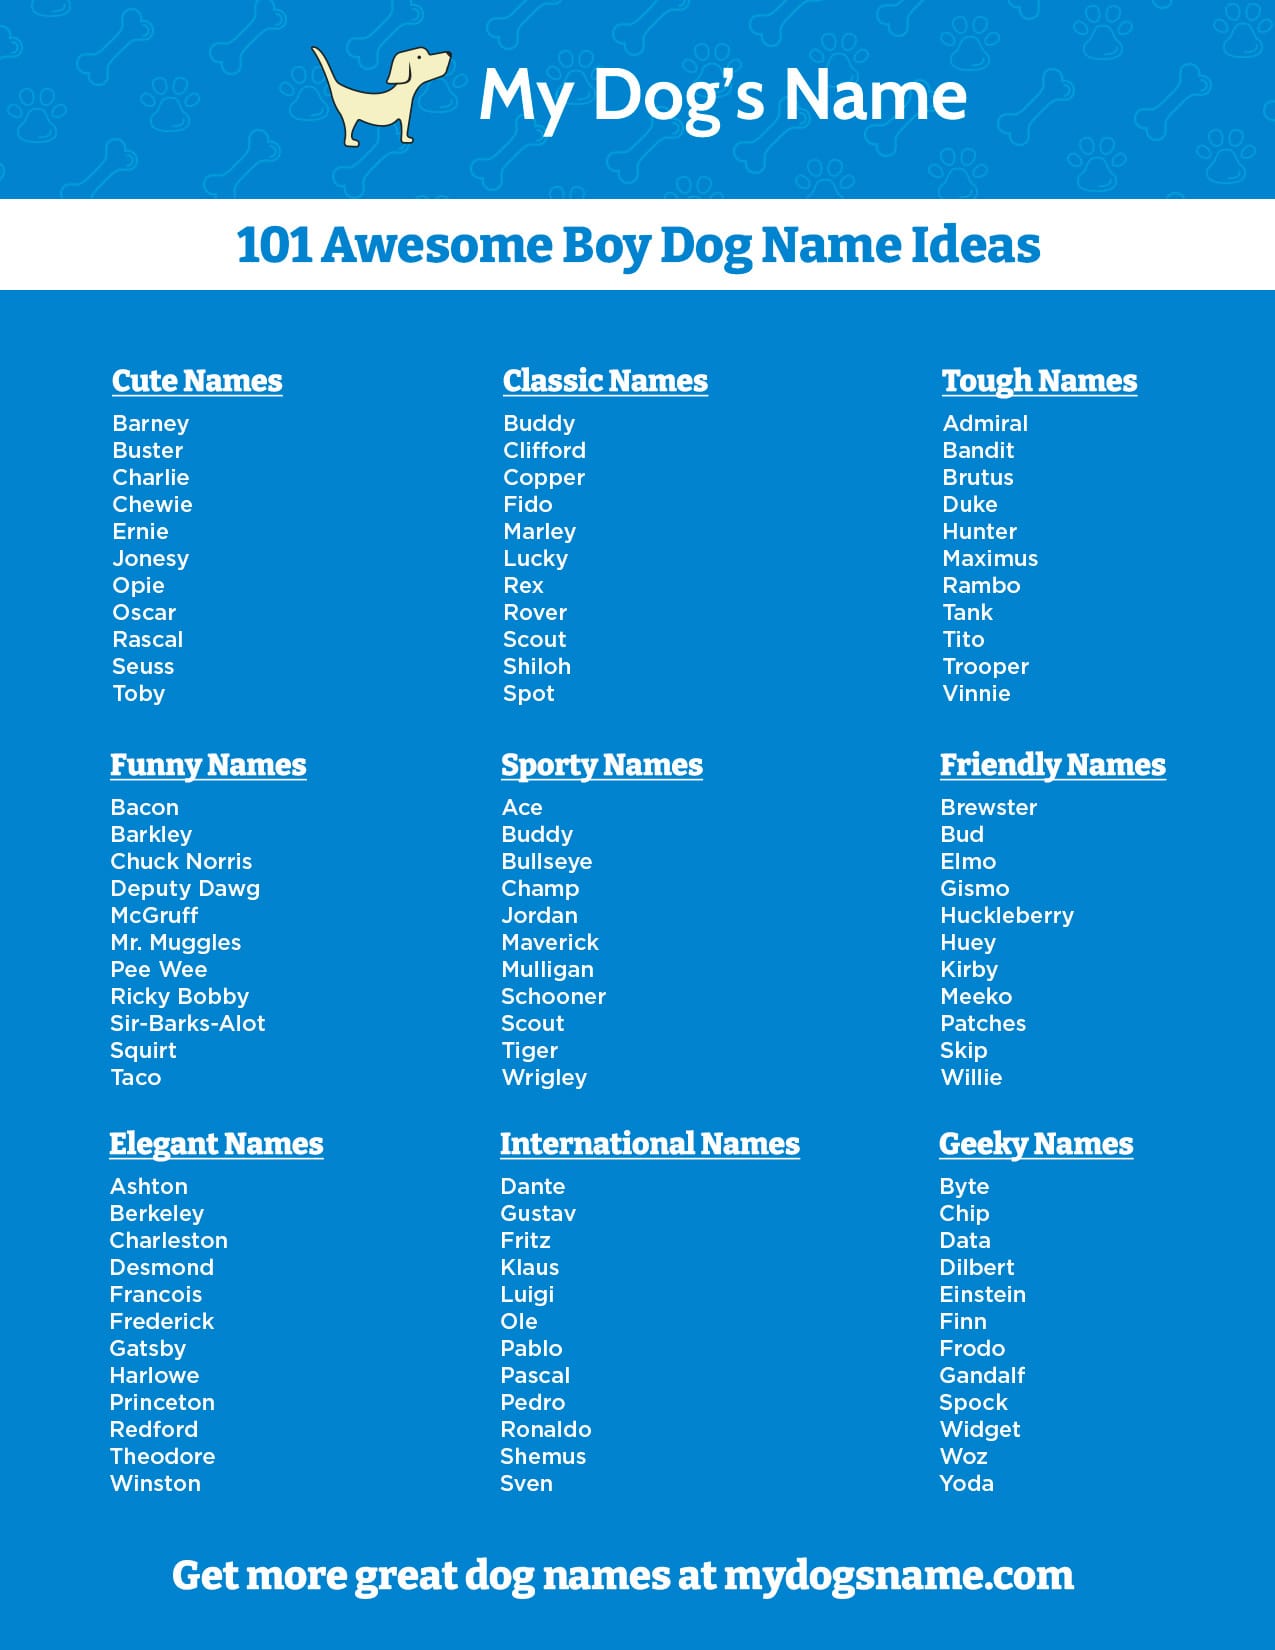 My Dog's Name
101 Awesome Boy Dog Name Ideas
Cute Names
Barney
Buster
Charlie
Chewie
Ernie
Jonesy
Opie
Oscar
Rascal
Seuss
Toby
Classic Names
Buddy
Clifford
Copper
Fido
Marley
Lucky
Rex
Rover
Scout
Shiloh
Spot
Tough Names
Admiral
Bandit
Brutus
Duke
Hunter
Maximus
Rambo
Tank
Tito
Trooper
Vinnie
Funny Names
Bacon
Barkley
Chuck Norris
Deputy Dawg
McGruff
Mr. Muggles
Pee Wee
Ricky Bobby
Sir-Barks-Alot
Squirt
Taco
Sporty Names
Ace
Buddy
Bullseye
Champ
Jordan
Maverick
Mulligan
Schooner
Scout
Tiger
Wrigley
Friendly Names
Brewster
Bud
Elmo
Gismo
Huckleberry
Huey
Kirby
Meeko
Patches
Skip
Willie
Elegant Names
Ashton
Berkeley
Charleston
Desmond
Francois
Frederick
Gatsby
Harlowe
Princeton
Redford
Theodore
Winston
International Names
Dante
Gustav
Fritz
Klaus
Luigi
Ole
Pablo
Pascal
Pedro
Ronaldo
Shemus
Sven
Geeky Names
Byte
Chip
Data
Dilbert
Einstein
Finn
Frodo
Gandalf
Spock
Widget
Woz
Yoda
Get more great dog names at mydogsname.com